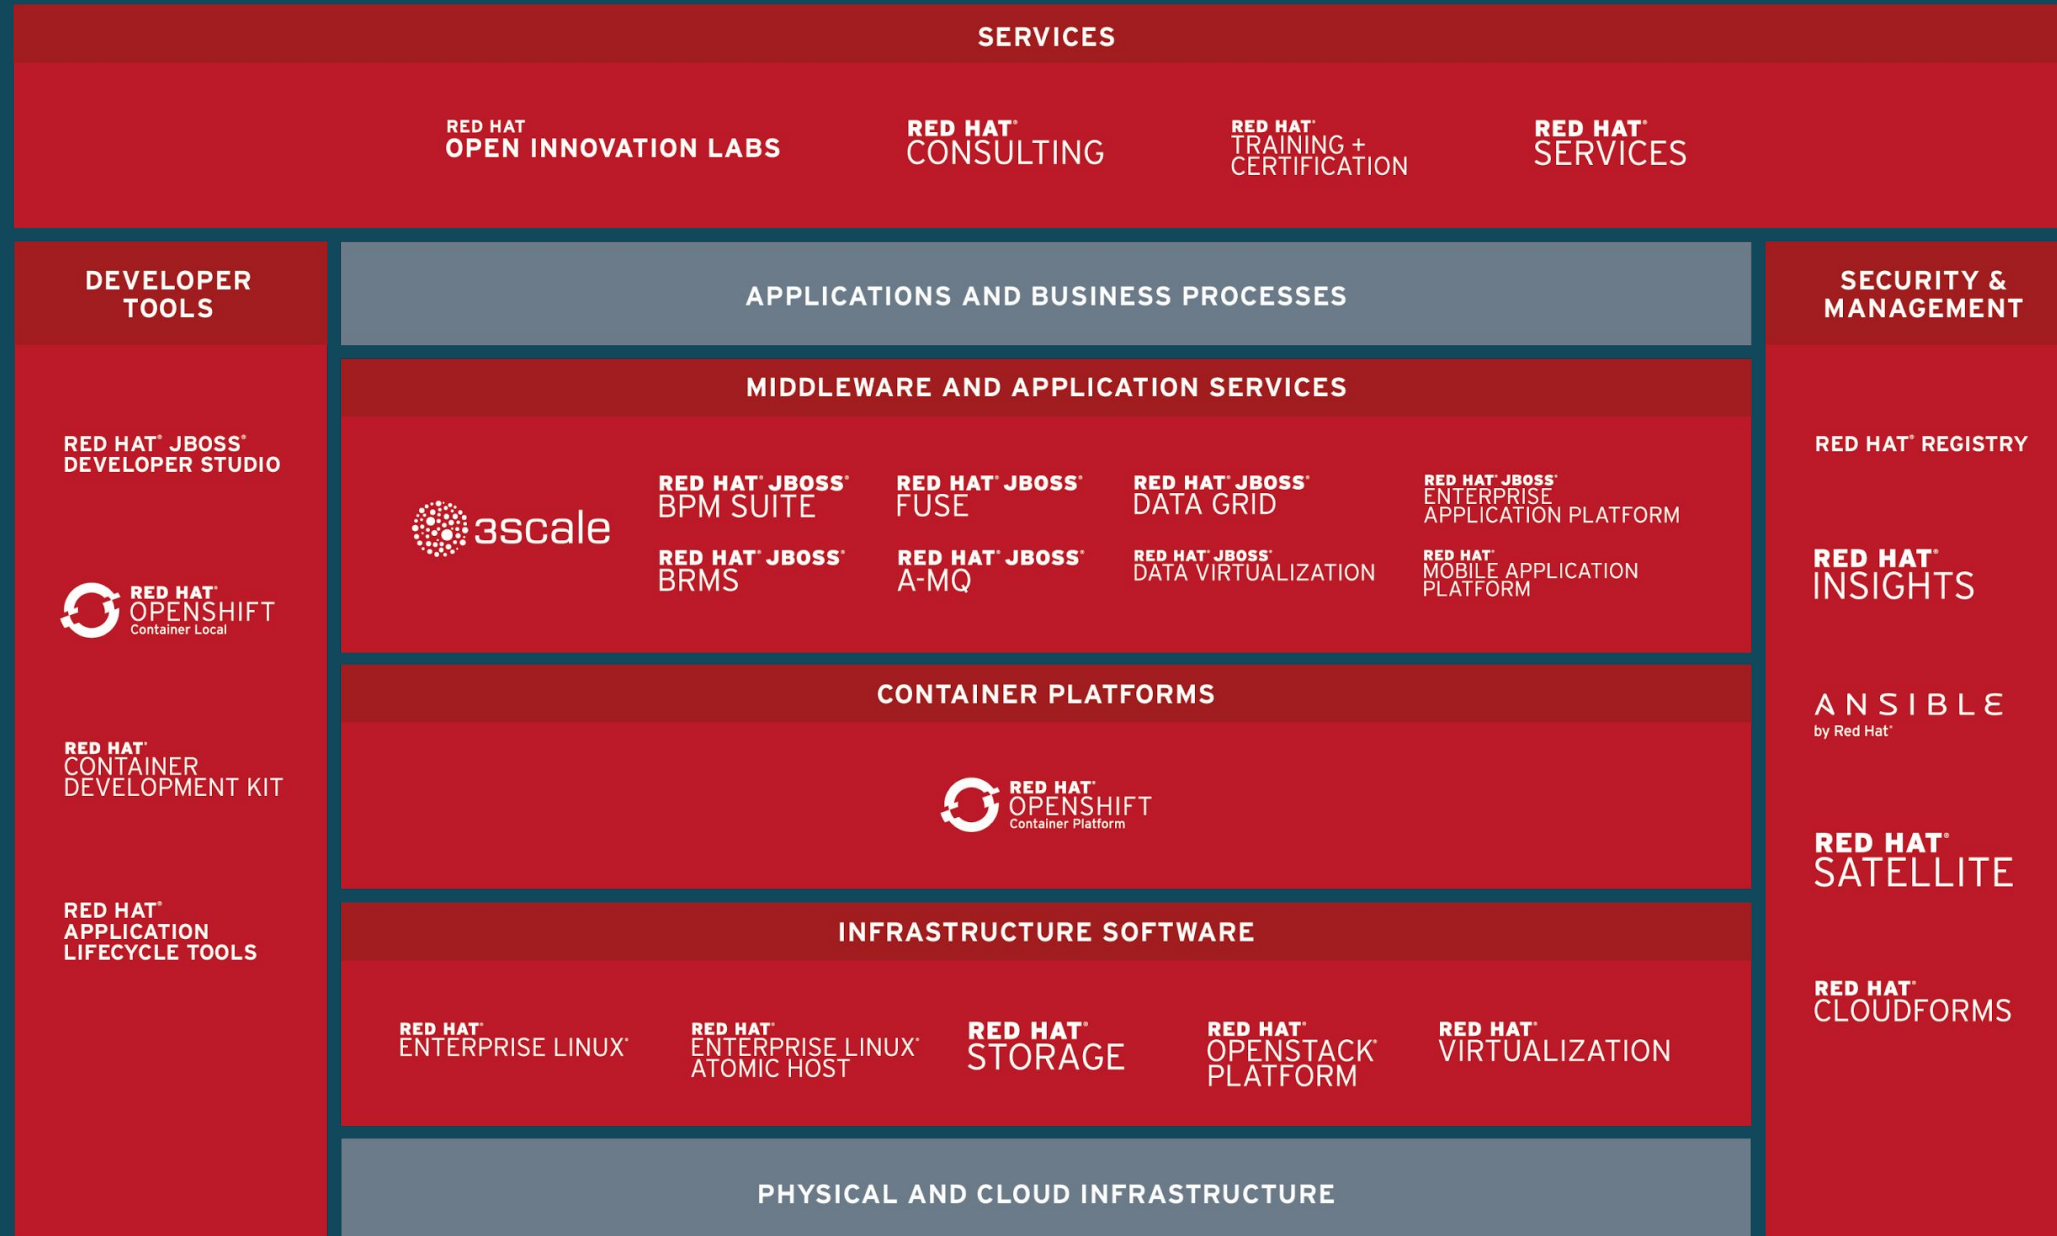 SERVICES
RED HAT
OPEN INNOVATION LABS
RED HAT®
CONSULTING
RED HAT®
TRAINING +
CERTIFICATION
RED HAT®
SERVICES
DEVELOPER
TOOLS
RED HAT® JBOSS®
DEVELOPER STUDIO
RED HAT®
OPENSHIFT
Container Local
RED HAT®
CONTAINER
DEVELOPMENT KIT
RED HAT®
APPLICATION
LIFECYCLE TOOLS
APPLICATIONS AND BUSINESS PROCESSES
MIDDLEWARE AND APPLICATION SERVICES
3scale
RED HAT® JBOSS®
BPM SUITE
RED HAT® JBOSS®
FUSE
RED HAT® JBOSS®
DATA GRID
RED HAT® JBOSS®
ENTERPRISE
APPLICATION PLATFORM
RED HAT® JBOSS®
BRMS
RED HAT® JBOSS®
A-MQ
RED HAT® JBOSS®
DATA VIRTUALIZATION
RED HAT®
MOBILE APPLICATION
PLATFORM
CONTAINER PLATFORMS
RED HAT®
OPENSHIFT
Container Platform
INFRASTRUCTURE SOFTWARE
RED HAT®
ENTERPRISE LINUX®
RED HAT®
ENTERPRISE LINUX®
ATOMIC HOST
RED HAT®
STORAGE
RED HAT®
OPENSTACK®
PLATFORM
RED HAT®
VIRTUALIZATION
PHYSICAL AND CLOUD INFRASTRUCTURE
SECURITY &
MANAGEMENT
RED HAT® REGISTRY
RED HAT®
INSIGHTS
ANSIBLE
by Red Hat®
RED HAT®
SATELLITE
RED HAT®
CLOUDFORMS